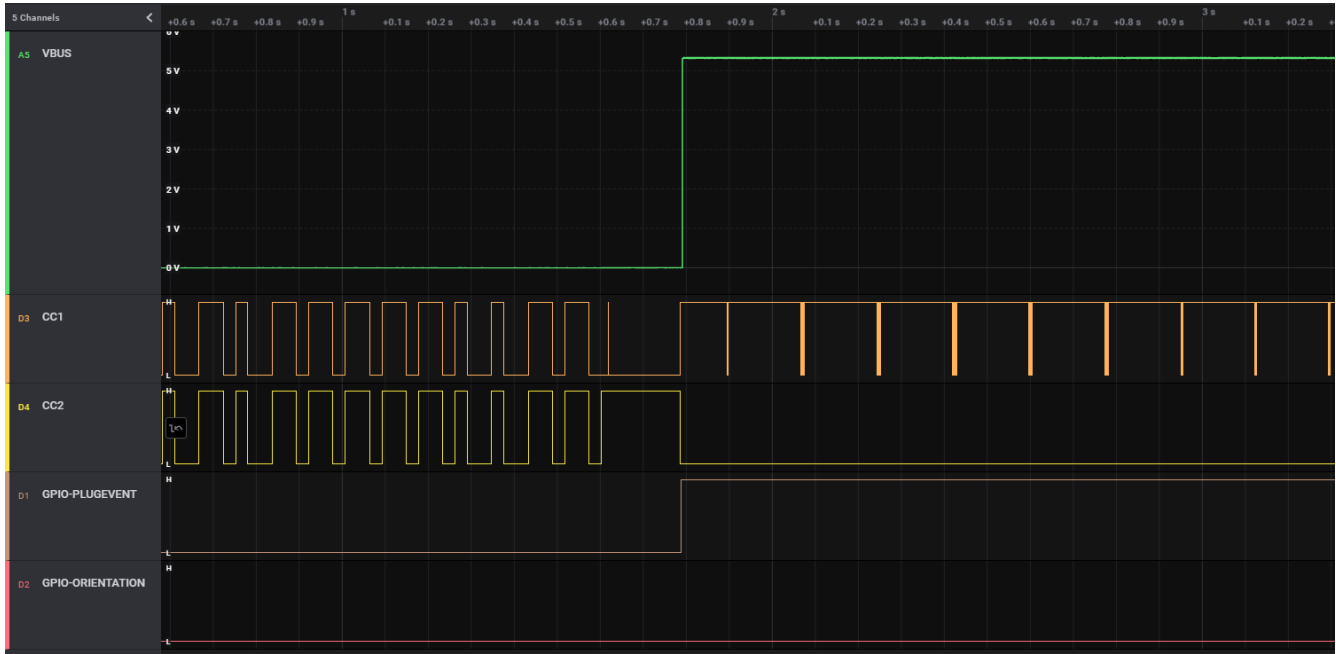 5 Channels
1 s 2 s 3 s
+0.6 s +0.7 s +0.8 s +0.9 s +0.1 s +0.2 s +0.3 s +0.4 s +0.5 s +0.6 s +0.7 s +0.8 s +0.9 s +0.1 s +0.2 s +0.3 s +0.4 s +0.5 s +0.6 s +0.7 s +0.8 s +0.9 s +0.1 s +0.2 s
A5 VBUS
6 V
5 V
4 V
3 V
2 V
1 V
0 V
D3 CC1
H
L
D4 CC2
H
L
D1 GPIO-PLUGEVENT
H
L
D2 GPIO-ORIENTATION
H
L